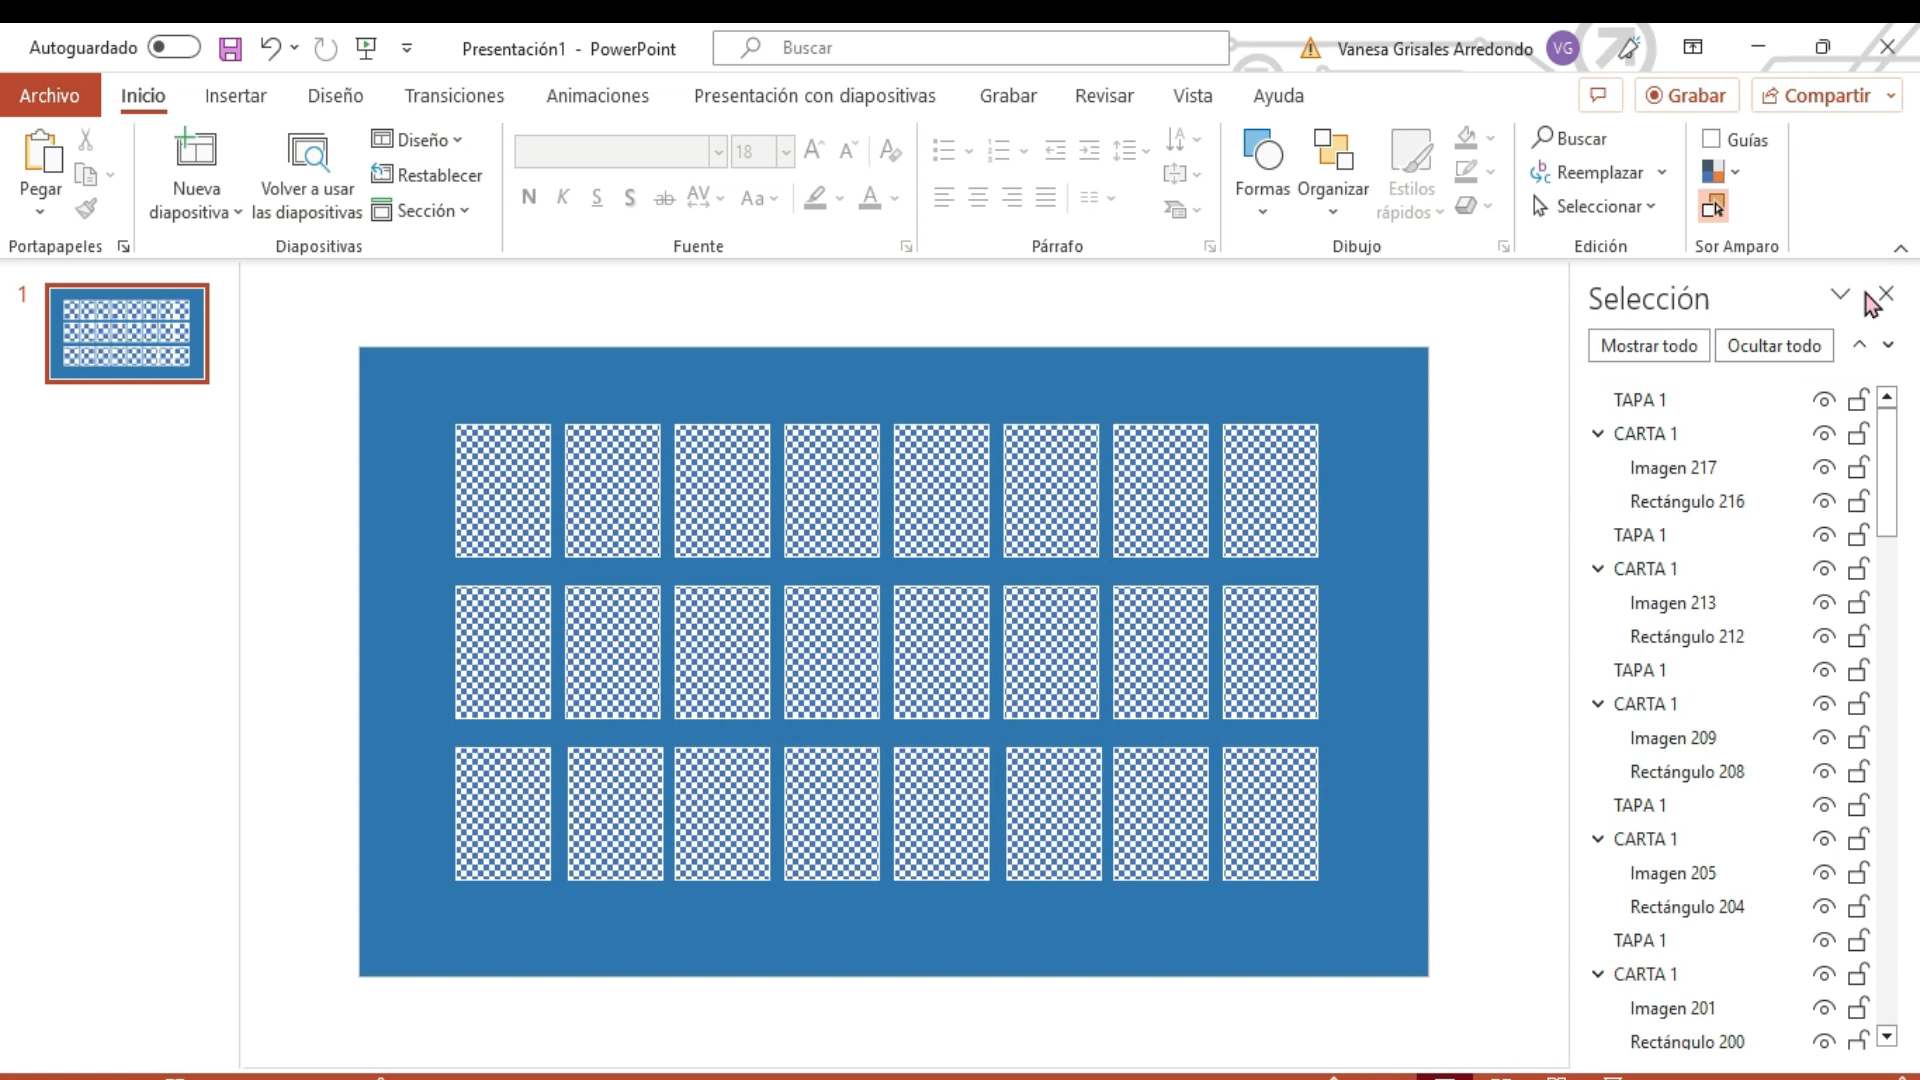 Autoguardado
Presentación1 - PowerPoint
Buscar
Vanesa Grisales Arredondo
VG
Archivo
Inicio
Insertar
Diseño
Transiciones
Animaciones
Presentación con diapositivas
Grabar
Revisar
Vista
Ayuda
Grabar
Compartir
Pegar
Portapapeles
Nueva
diapositiva
Volver a usar
las diapositivas
Diseño
Restablecer
Sección
Diapositivas
18
N K S S ab AV Aa A
Fuente
Párrafo
Formas
Organizar
Estilos
rápidos
Dibujo
Buscar
Reemplazar
Seleccionar
Edición
Guías
Sor Amparo
1
Selección
Mostrar todo
Ocultar todo
TAPA 1
CARTA 1
Imagen 217
Rectángulo 216
TAPA 1
CARTA 1
Imagen 213
Rectángulo 212
TAPA 1
CARTA 1
Imagen 209
Rectángulo 208
TAPA 1
CARTA 1
Imagen 205
Rectángulo 204
TAPA 1
CARTA 1
Imagen 201
Rectángulo 200